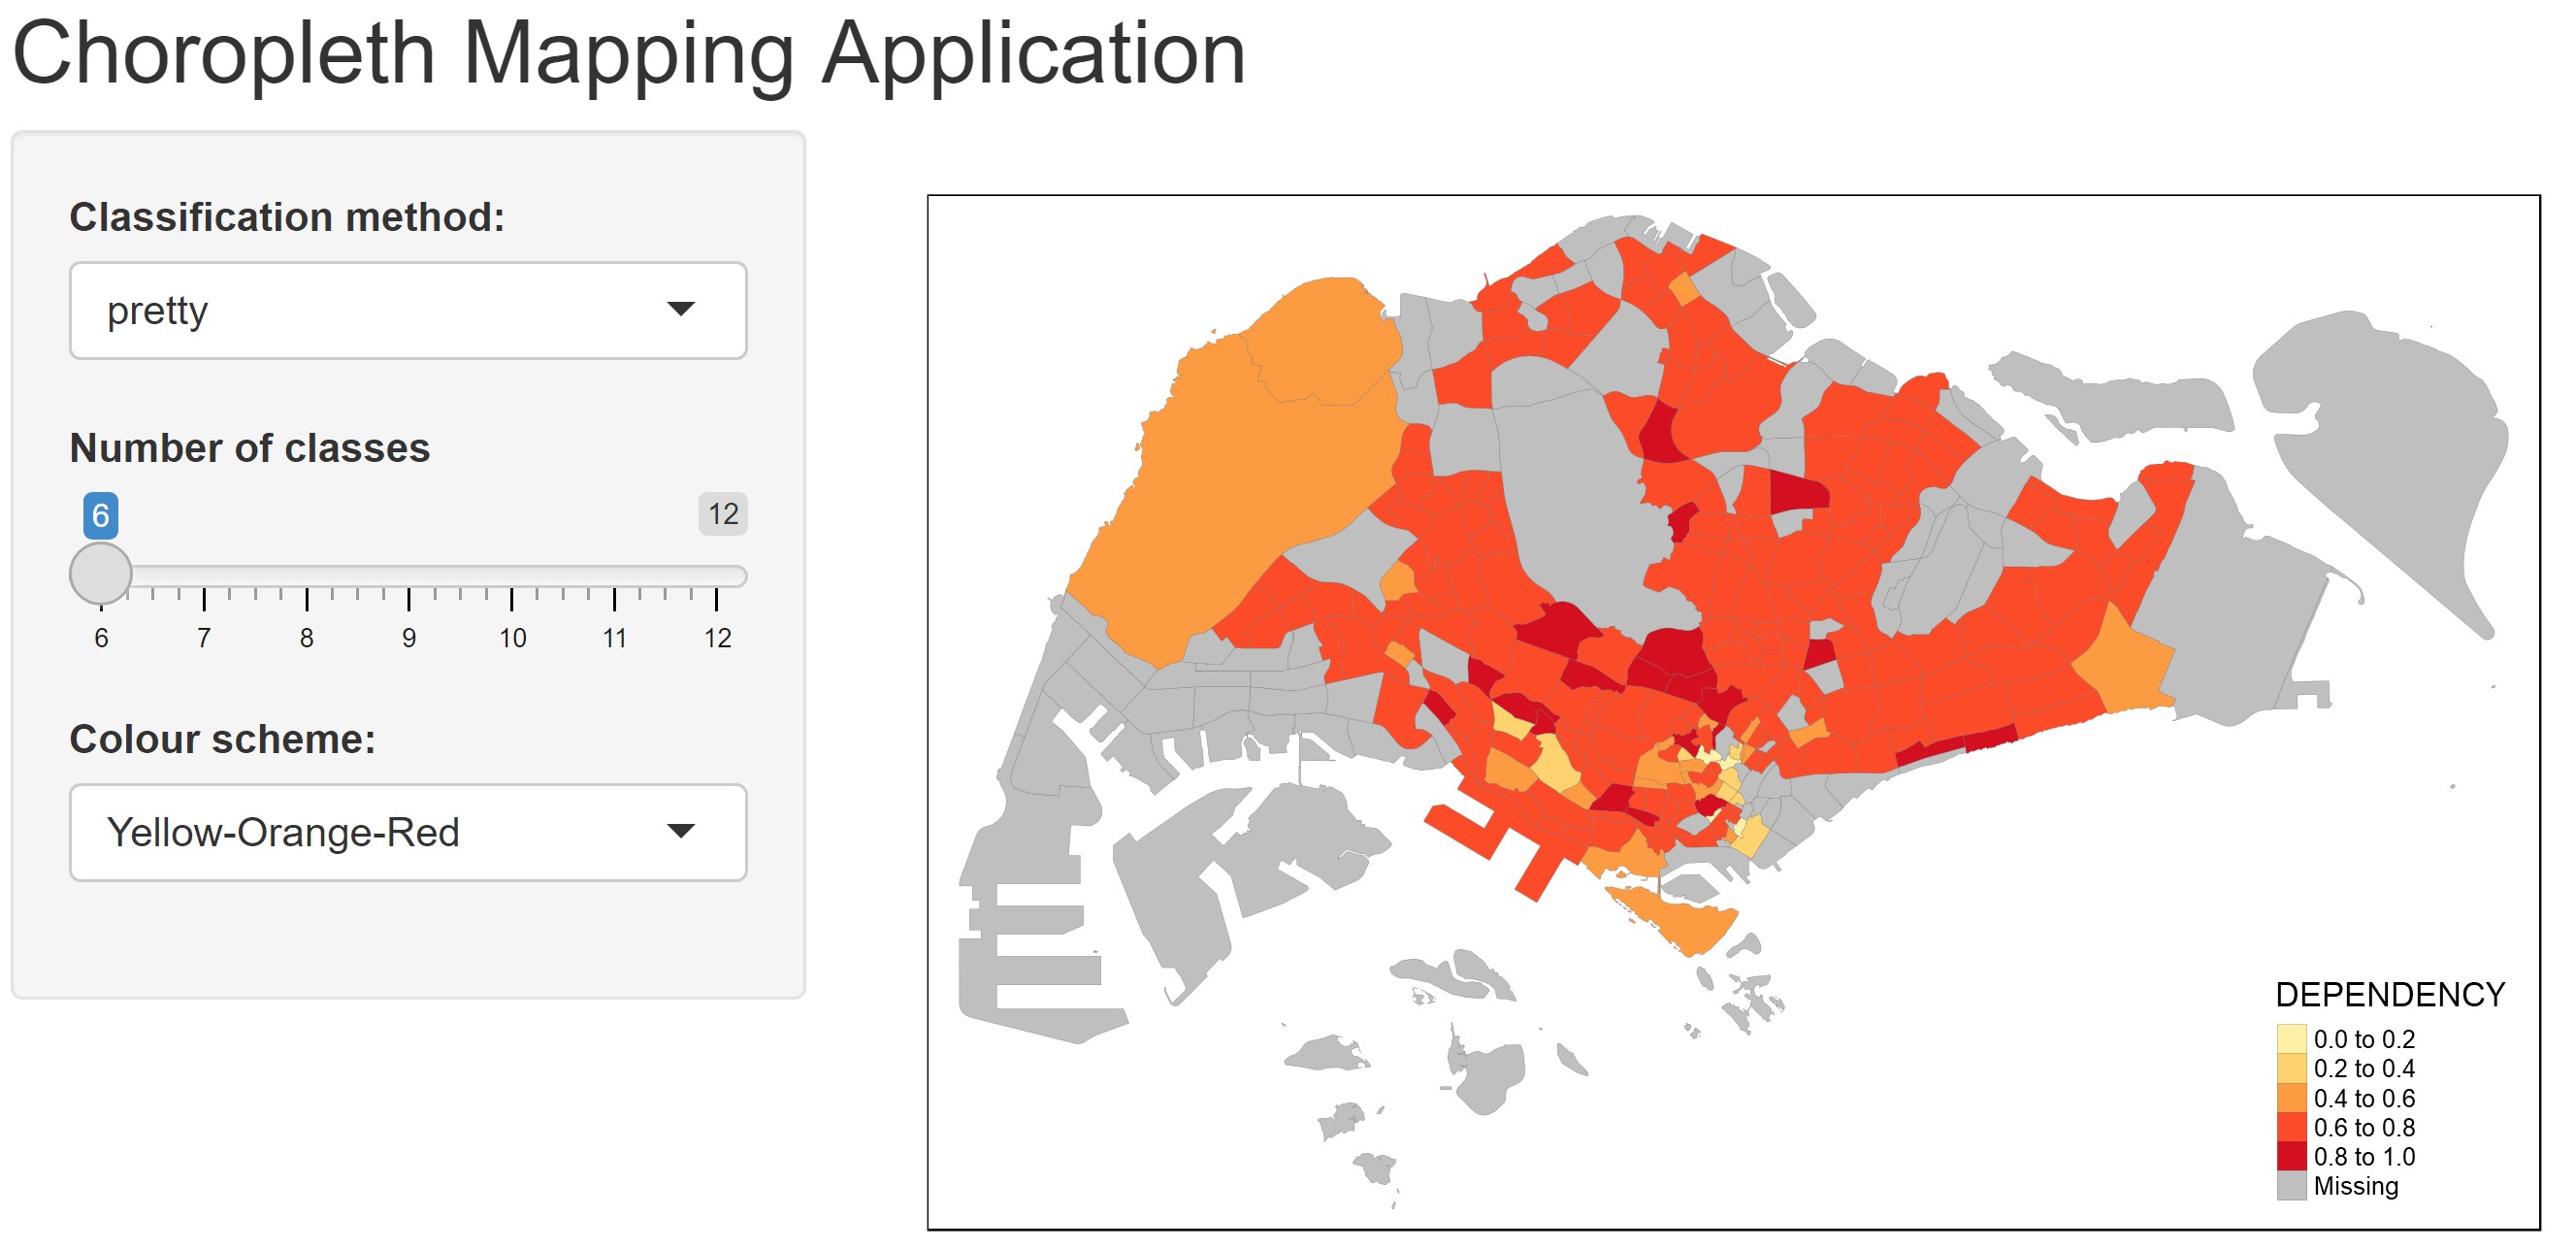 Choropleth Mapping Application
Classification method:
pretty
Number of classes
6
12
6 7 8 9 10 11 12
Colour scheme:
Yellow-Orange-Red
DEPENDENCY
0.0 to 0.2
0.2 to 0.4
0.4 to 0.6
0.6 to 0.8
0.8 to 1.0
Missing